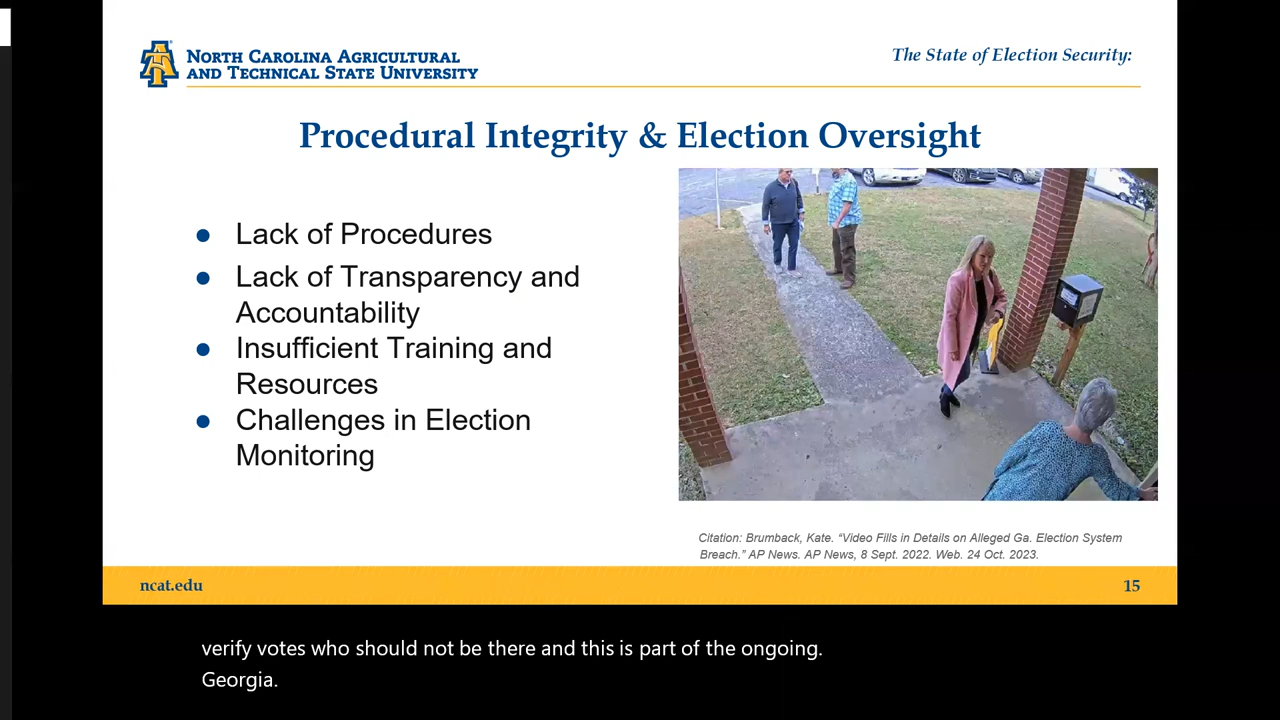 NORTH CAROLINA AGRICULTURAL
AND TECHNICAL STATE UNIVERSITY
The State of Election Security:
Procedural Integrity & Election Oversight
● Lack of Procedures
● Lack of Transparency and
Accountability
● Insufficient Training and
Resources
● Challenges in Election
Monitoring
Citation: Brumback, Kate. “Video Fills in Details on Alleged Ga. Election System
Breach.” AP News. AP News, 8 Sept. 2022. Web. 24 Oct. 2023.
ncat.edu
15
verify votes who should not be there and this is part of the ongoing.
Georgia.